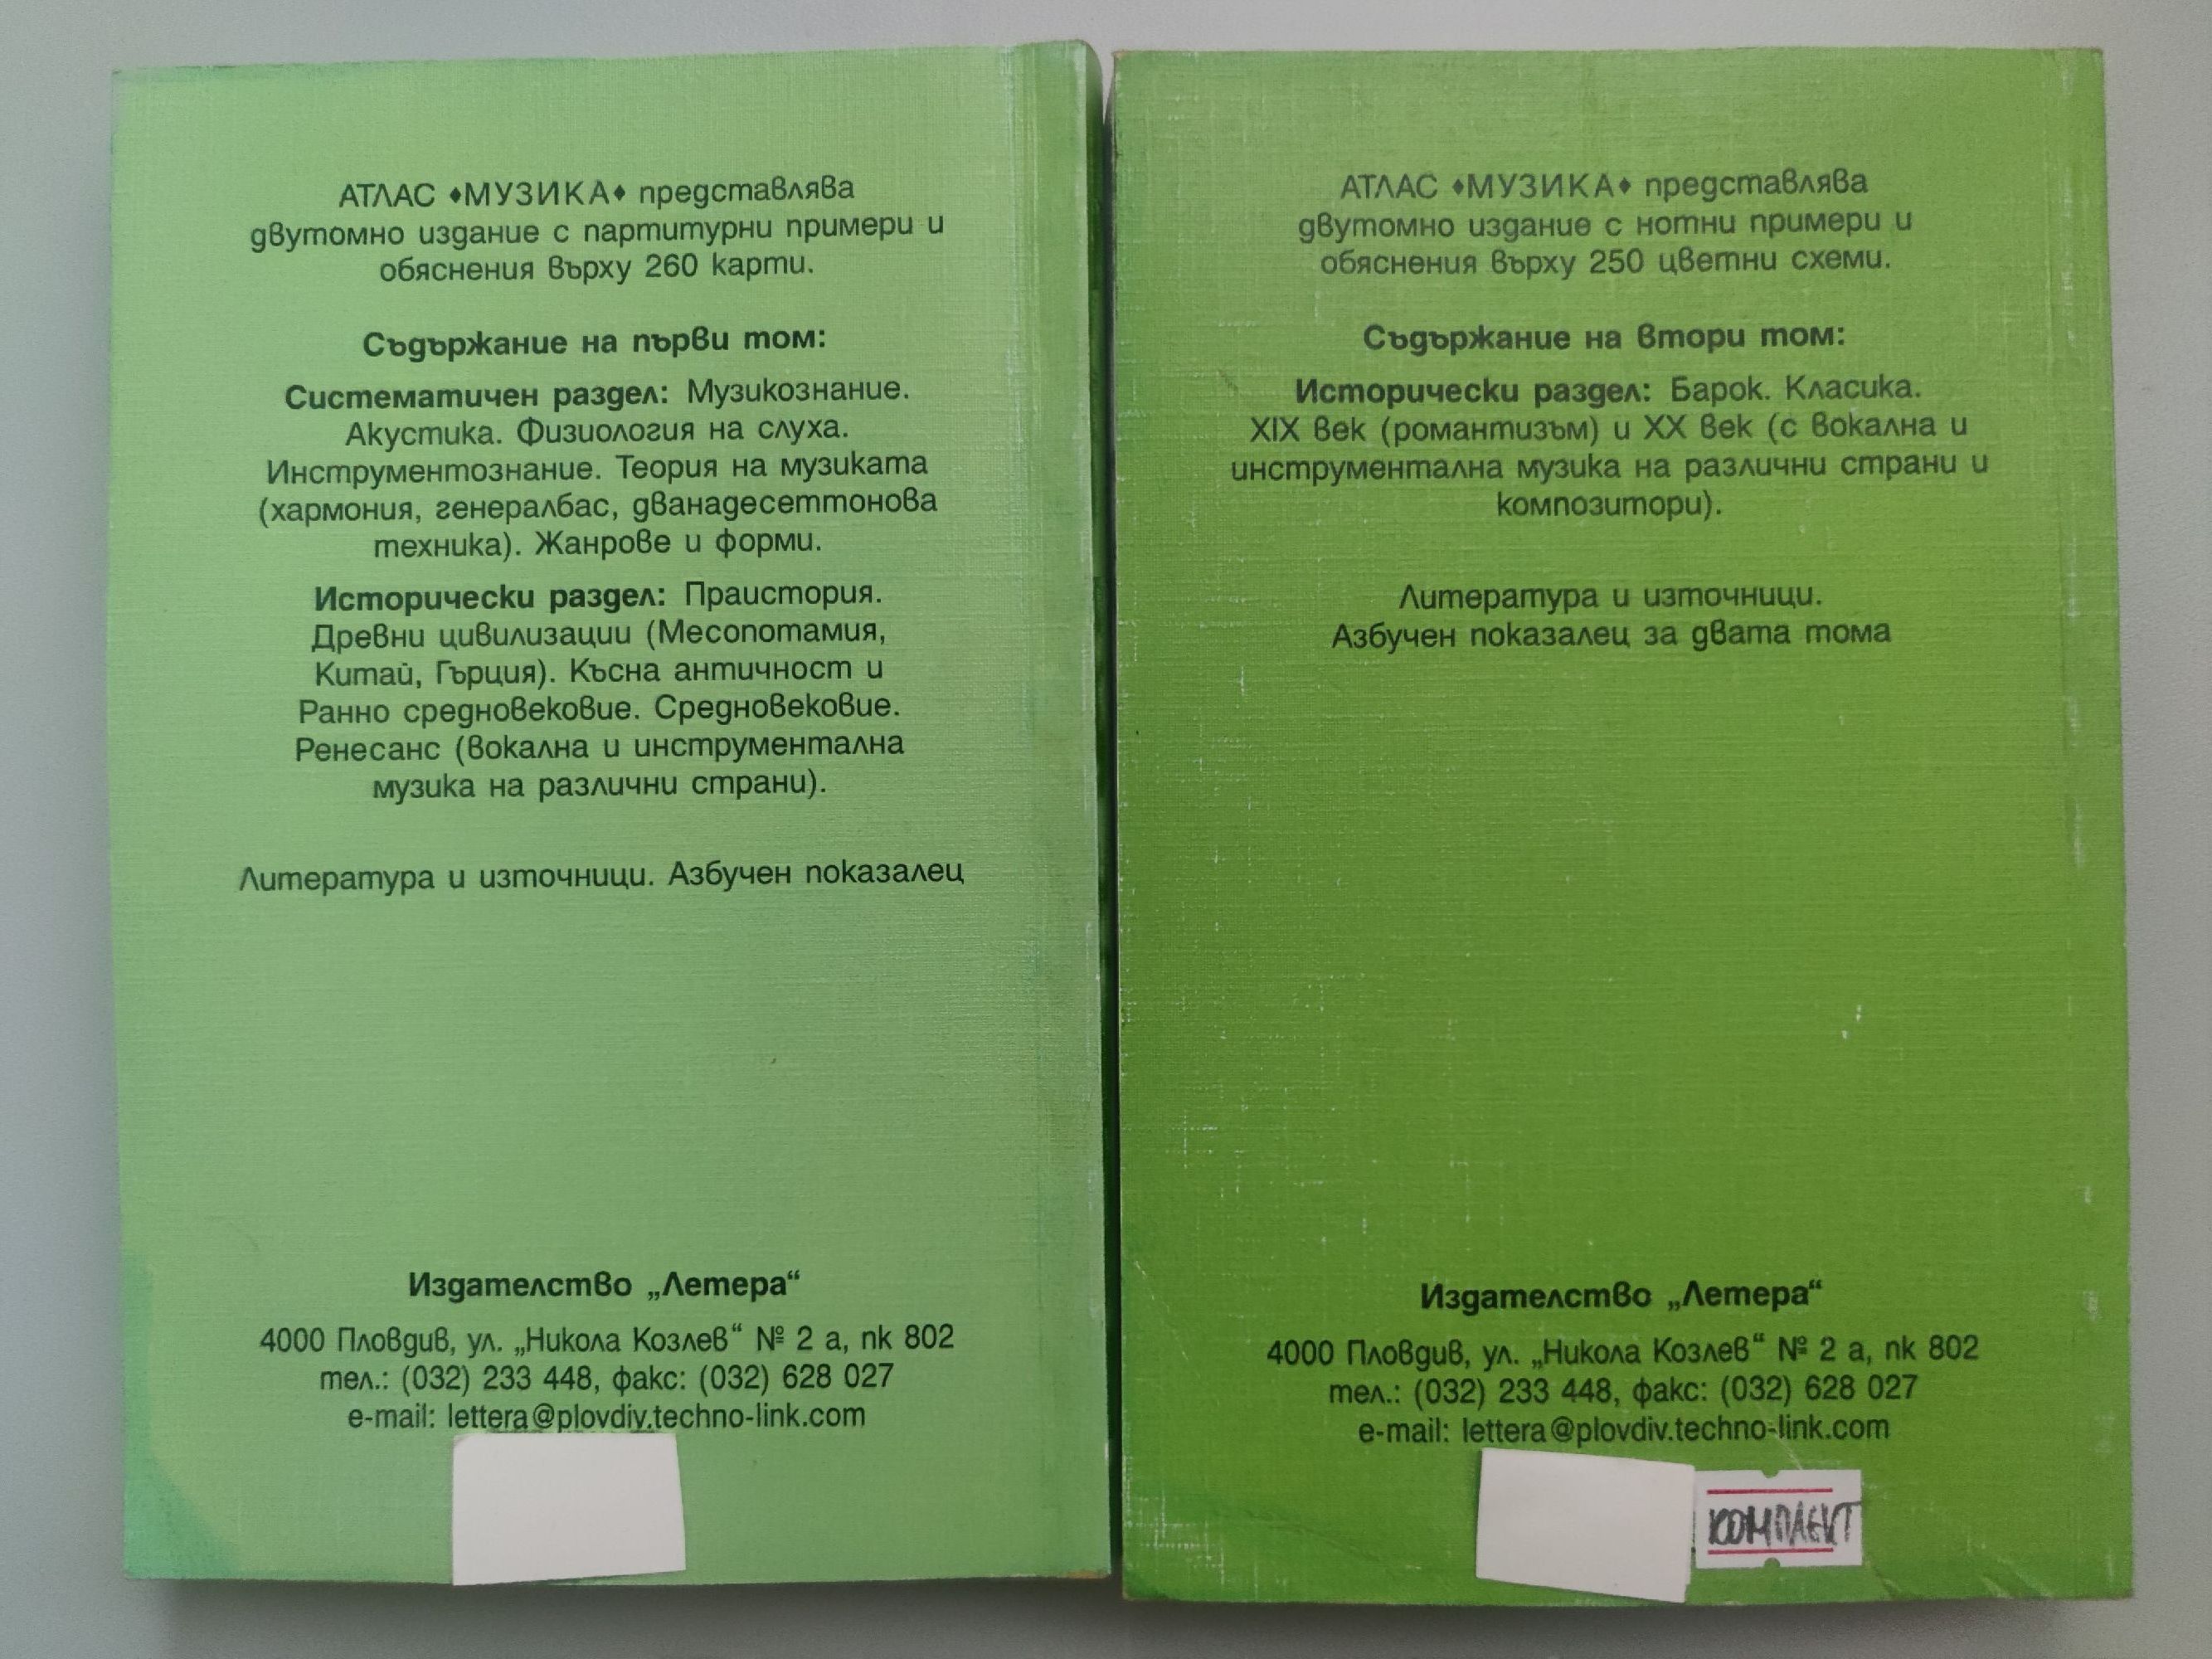 АТЛАС ♦МУЗИКА♦ представлява
двутомно издание с партитурни примери и
обяснения върху 260 карти.
Съдържание на първи том:
Систематичен раздел: Музикознание.
Акустика. Физиология на слуха.
Инструментознание. Теория на музиката
(хармония, генералбас, дванадесеттонова
техника). Жанрове и форми.
Исторически раздел: Праистория.
Древни цивилизации (Месопотамия,
Китай, Гърция). Късна античност и
Ранно средновековие. Средновековие.
Ренесанс (вокална и инструментална
музика на различни страни).
Литература и източници. Азбучен показалец
Издателство „Летера“
4000 Пловдив, ул. „Никола Козлев“ № 2 а, пк 802
тел.: (032) 233 448, факс: (032) 628 027
e-mail: lettera@plovdiv.techno-link.com
АТЛАС ♦МУЗИКА♦ представлява
двутомно издание с нотни примери и
обяснения върху 250 цветни схеми.
Съдържание на втори том:
Исторически раздел: Барок. Класика.
XIX век (романтизъм) и XX век (с вокална и
инструментална музика на различни страни и
композитори).
Литература и източници.
Азбучен показалец за двата тома
Издателство „Летера“
4000 Пловдив, ул. „Никола Козлев“ № 2 а, пк 802
тел.: (032) 233 448, факс: (032) 628 027
e-mail: lettera@plovdiv.techno-link.com
КОМПЛЕКТ